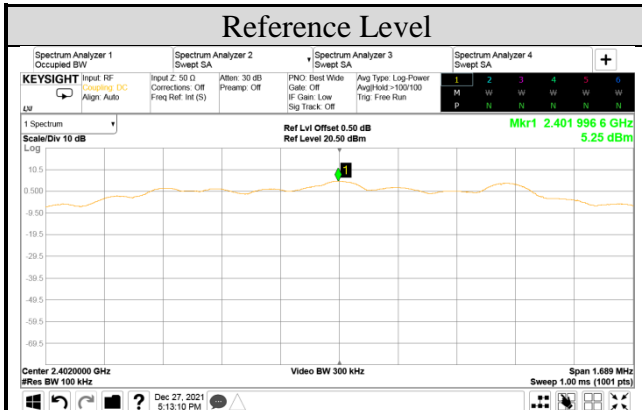 Reference Level
Spectrum Analyzer 1 Occupied BW
Spectrum Analyzer 2 Swept SA
Spectrum Analyzer 3 Swept SA
Spectrum Analyzer 4 Swept SA
+
KEYSIGHT
Input: RF
Coupling: DC
Align: Auto
Input Z: 50 Ω
Corrections: Off
Freq Ref: Int (S)
Atten: 30 dB
Preamp: Off
PNO: Best Wide
Gate: Off
IF Gain: Low
Sig Track: Off
Avg Type: Log-Power
Avg|Hold:>100/100
Trig: Free Run
1 2 3 4 5 6
M W W W W W
P N N N N N
1 Spectrum
Scale/Div 10 dB
Ref Lvl Offset 0.50 dB
Ref Level 20.50 dBm
Mkr1 2.401 996 6 GHz
5.25 dBm
Log
1
10.5
0.500
-9.50
-19.5
-29.5
-39.5
-49.5
-59.5
-69.5
Center 2.4020000 GHz
#Res BW 100 kHz
Video BW 300 kHz
Span 1.689 MHz
Sweep 1.00 ms (1001 pts)
?
Dec 27, 2021
5:13:10 PM